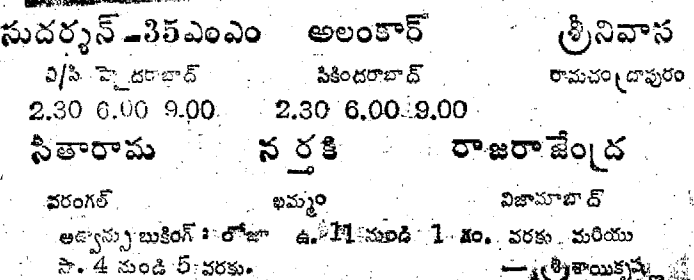 సుదర్శన్ - 35ఎంఎం అలంకార్ శ్రీనివాస
ఎ/సి హైదరాబాద్ సికిందరాబాద్ రామచంద్రాపురం
2.30 6.00 9.00 2.30 6.00 9.00
సీతారామ నర్తకి రాజరాజేంద్ర
వరంగల్ ఖమ్మం నిజామాబాద్
అడ్వాన్సు బుకింగ్ : రోజూ ఉ. 11 నుండి 1 గం. వరకు మరియు
సా. 4 నుండి 5 వరకు. — శ్రీశాయికృష్ణ